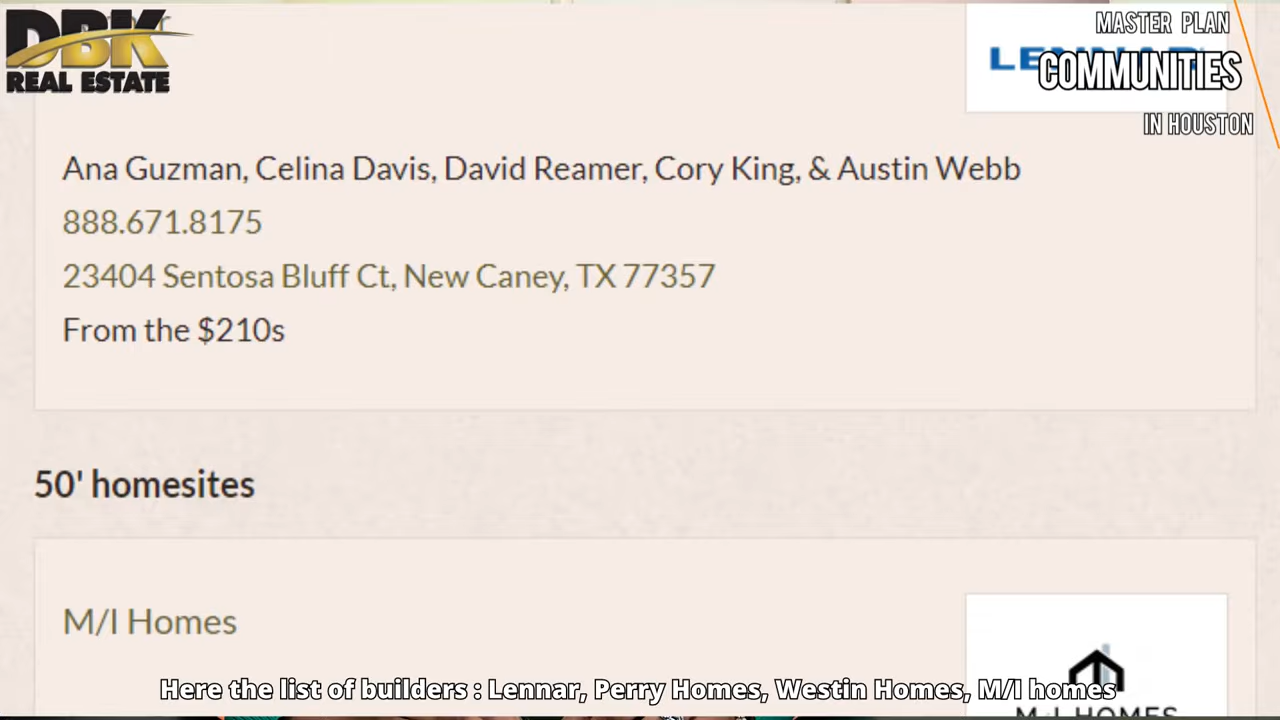 DBK
REAL ESTATE
MASTER PLAN
COMMUNITIES
IN HOUSTON
Ana Guzman, Celina Davis, David Reamer, Cory King, & Austin Webb
888.671.8175
23404 Sentosa Bluff Ct, New Caney, TX 77357
From the $210s
50' homesites
M/I Homes
Here the list of builders : Lennar, Perry Homes, Westin Homes, M/I homes